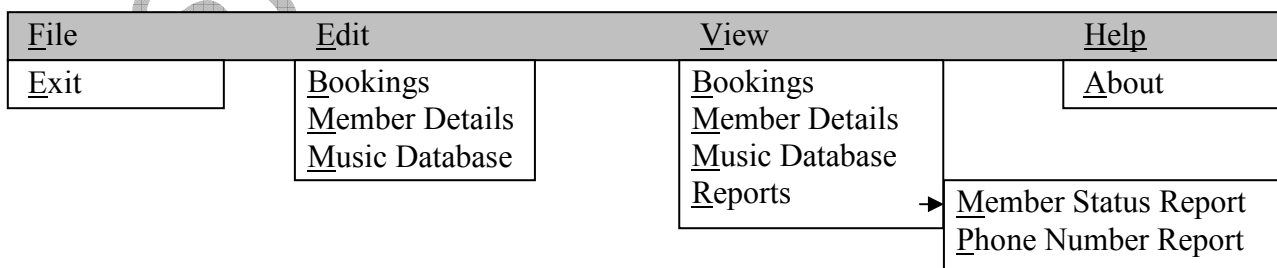 File Edit View Help
Exit
Bookings
Member Details
Music Database
Bookings
Member Details
Music Database
Reports
About
Member Status Report
Phone Number Report